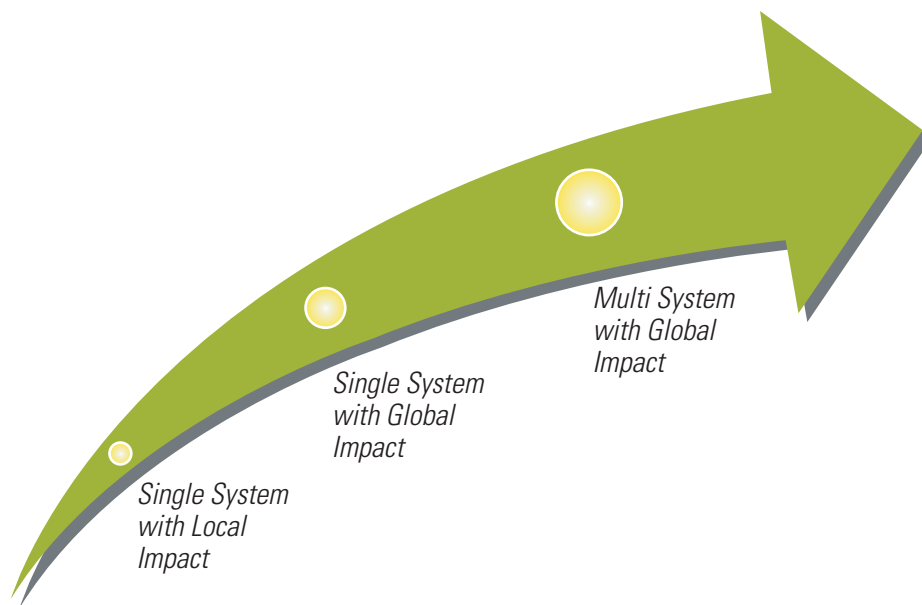 Multi System
with Global
Impact
Single System
with Global
Impact
Single System
with Local
Impact